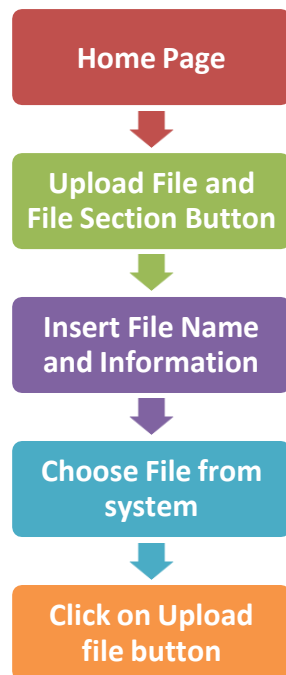 Home Page
Upload File and
File Section Button
Insert File Name
and Information
Choose File from
system
Click on Upload
file button